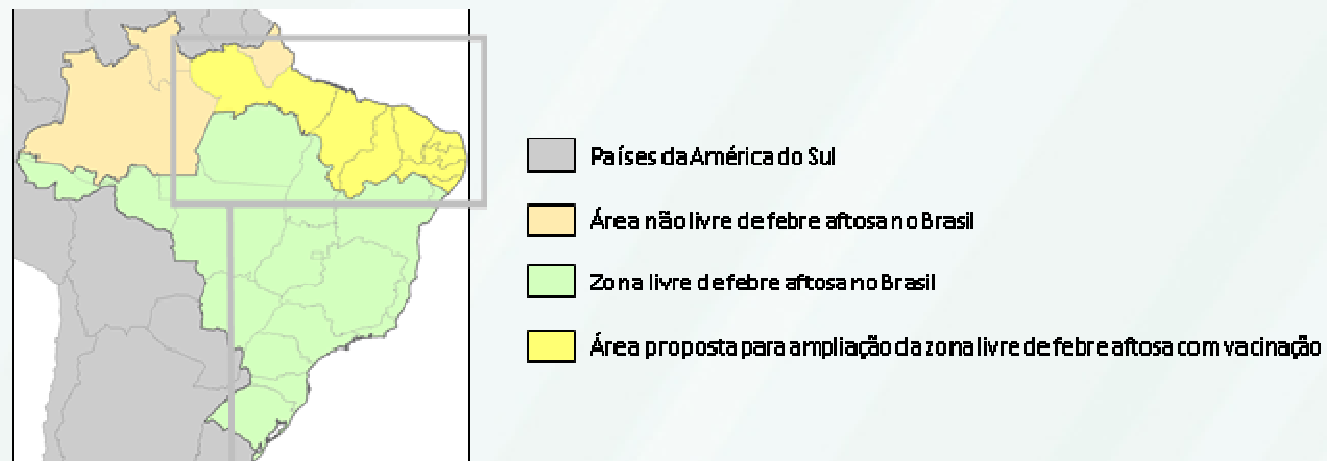 Países da América do Sul
Área não livre de febre aftosa no Brasil
Zona livre de febre aftosa no Brasil
Área proposta para ampliação da zona livre de febre aftosa com vacinação